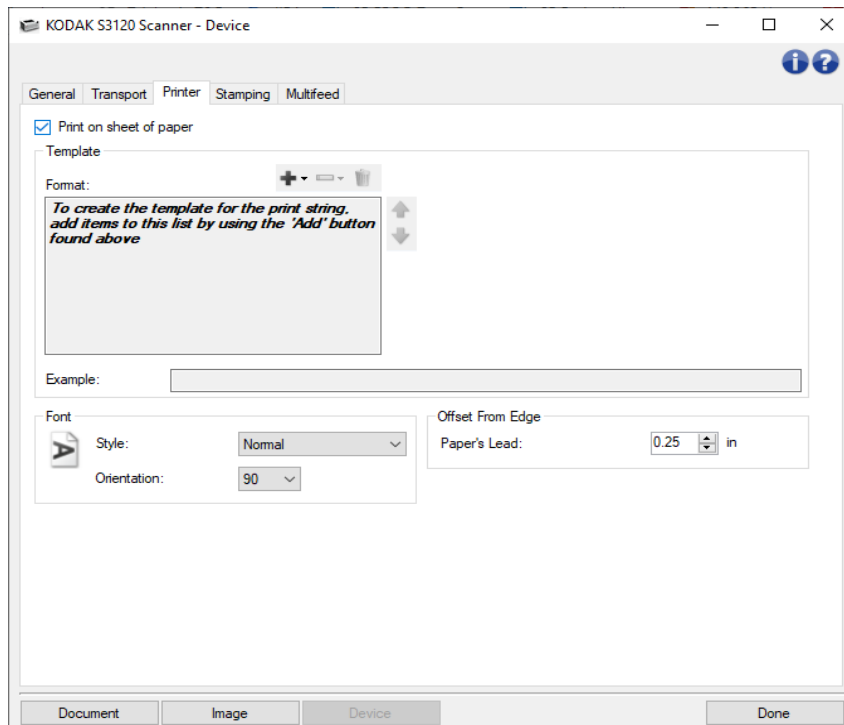 KODAK S3120 Scanner - Device
General Transport Printer Stamping Multifeed
Print on sheet of paper
Template
Format:
To create the template for the print string,
add items to this list by using the 'Add' button
found above
Example:
Font
Style: Normal
Orientation: 90
Offset From Edge
Paper's Lead: 0.25 in
Document Image Device Done